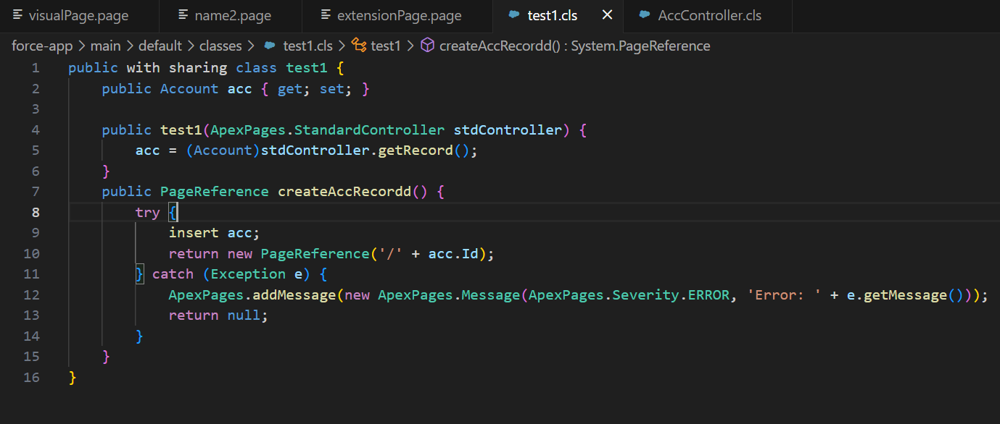 visualPage.page name2.page extensionPage.page test1.cls AccController.cls
force-app > main > default > classes > test1.cls > test1 > createAccRecordd() : System.PageReference
1 public with sharing class test1 {
2     public Account acc { get; set; }
3
4     public test1(ApexPages.StandardController stdController) {
5         acc = (Account)stdController.getRecord();
6     }
7     public PageReference createAccRecordd() {
8         try {
9             insert acc;
10             return new PageReference('/' + acc.Id);
11         } catch (Exception e) {
12             ApexPages.addMessage(new ApexPages.Message(ApexPages.Severity.ERROR, 'Error: ' + e.getMessage()));
13             return null;
14         }
15     }
16 }